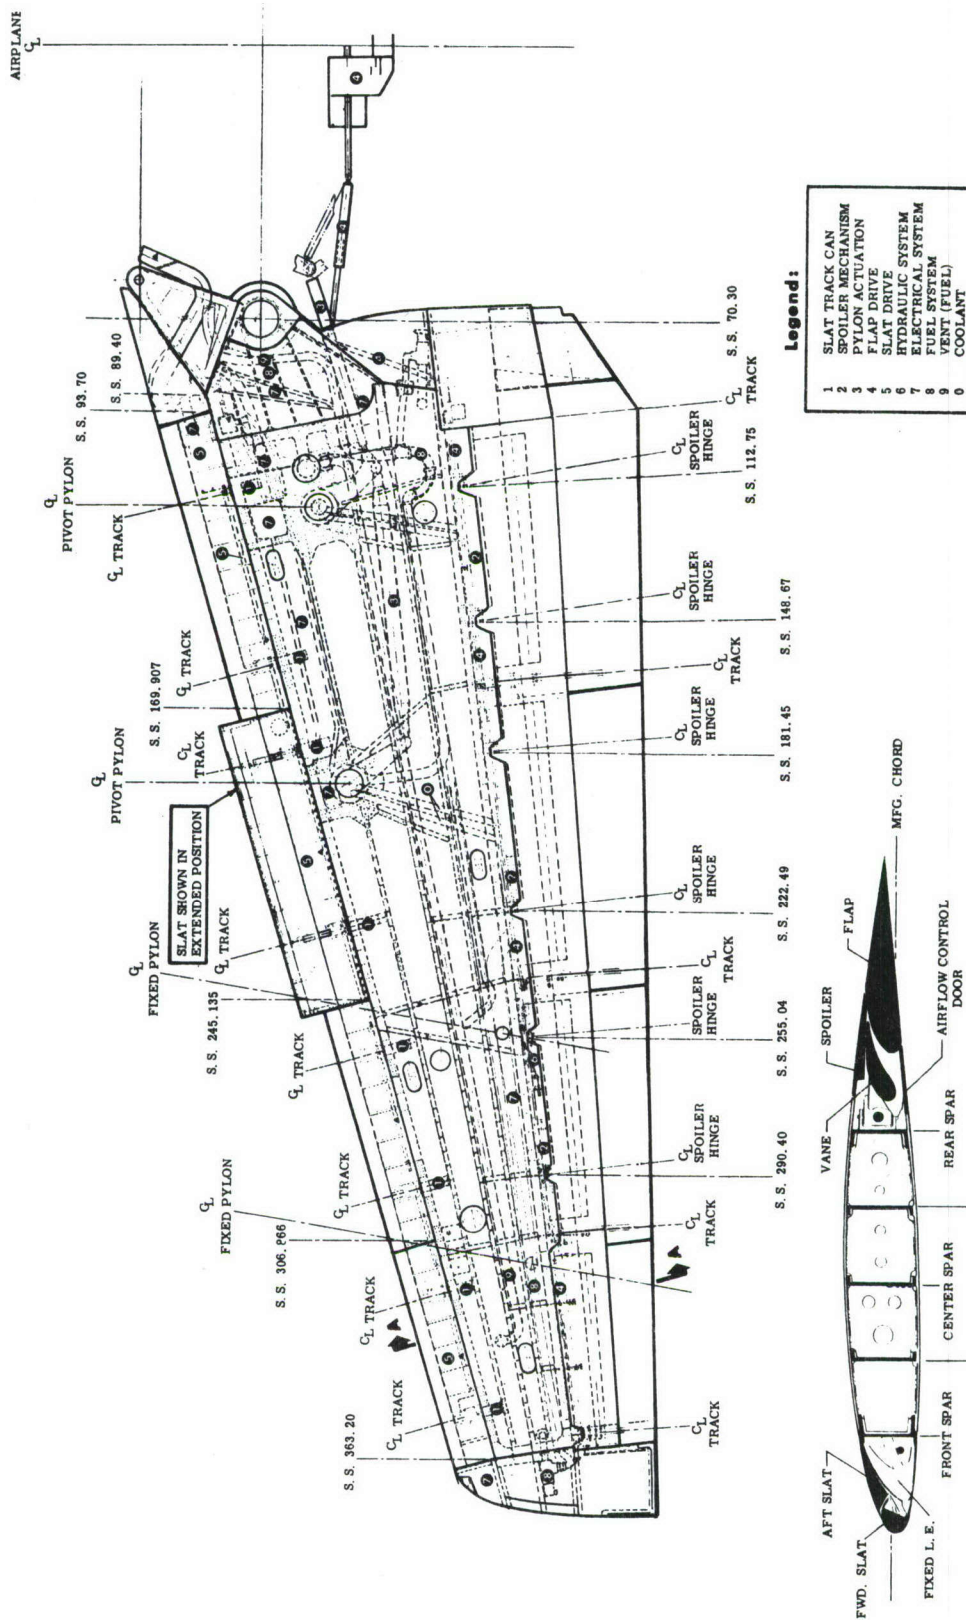 AIRPLANE
C L
S. S. 93.70
S. S. 89.40
C L
PIVOT PYLON
C L TRACK
C L TRACK
S. S. 169.907
C L
TRACK
C L
PIVOT PYLON
SLAT SHOWN IN
EXTENDED POSITION
C L TRACK
C L
FIXED PYLON
S. S. 245.135
C L TRACK
C L
FIXED PYLON
C L TRACK
S. S. 306.866
C L TRACK
A
C L TRACK
S. S. 363.20
S. S. 70.30
C L
TRACK
C L
SPOILER
HINGE
S. S. 112.75
C L
SPOILER
HINGE
S. S. 148.67
C L
TRACK
C L
SPOILER
HINGE
S. S. 181.45
C L
SPOILER
HINGE
S. S. 222.49
C L
TRACK
C L
SPOILER
HINGE
S. S. 255.04
C L
SPOILER
HINGE
S. S. 290.40
C L
TRACK
A
C L
TRACK
Legend:
1 SLAT TRACK CAN
2 SPOILER MECHANISM
3 PYLON ACTUATION
4 FLAP DRIVE
5 SLAT DRIVE
6 HYDRAULIC SYSTEM
7 ELECTRICAL SYSTEM
8 FUEL SYSTEM
9 VENT (FUEL)
0 COOLANT
FWD. SLAT
AFT SLAT
FIXED L. E.
FRONT SPAR
CENTER SPAR
REAR SPAR
VANE
SPOILER
FLAP
AIRFLOW CONTROL
DOOR
MFG. CHORD